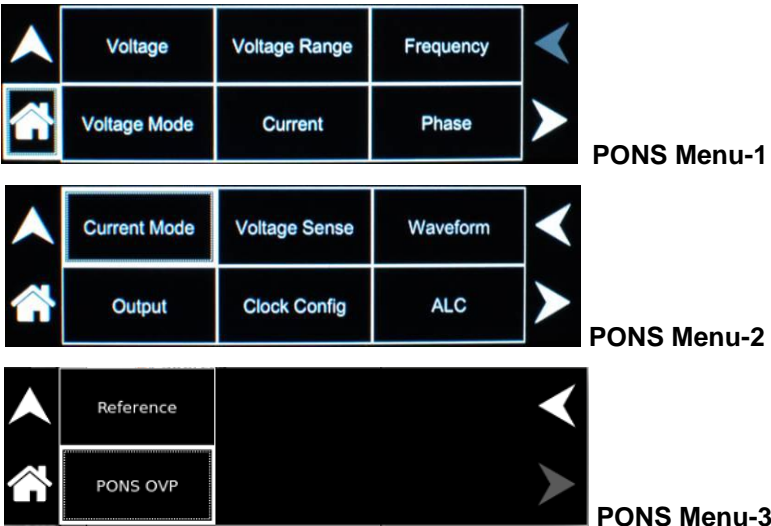 Voltage Voltage Range Frequency
Voltage Mode Current Phase
PONS Menu-1
Current Mode Voltage Sense Waveform
Output Clock Config ALC
PONS Menu-2
Reference
PONS OVP
PONS Menu-3